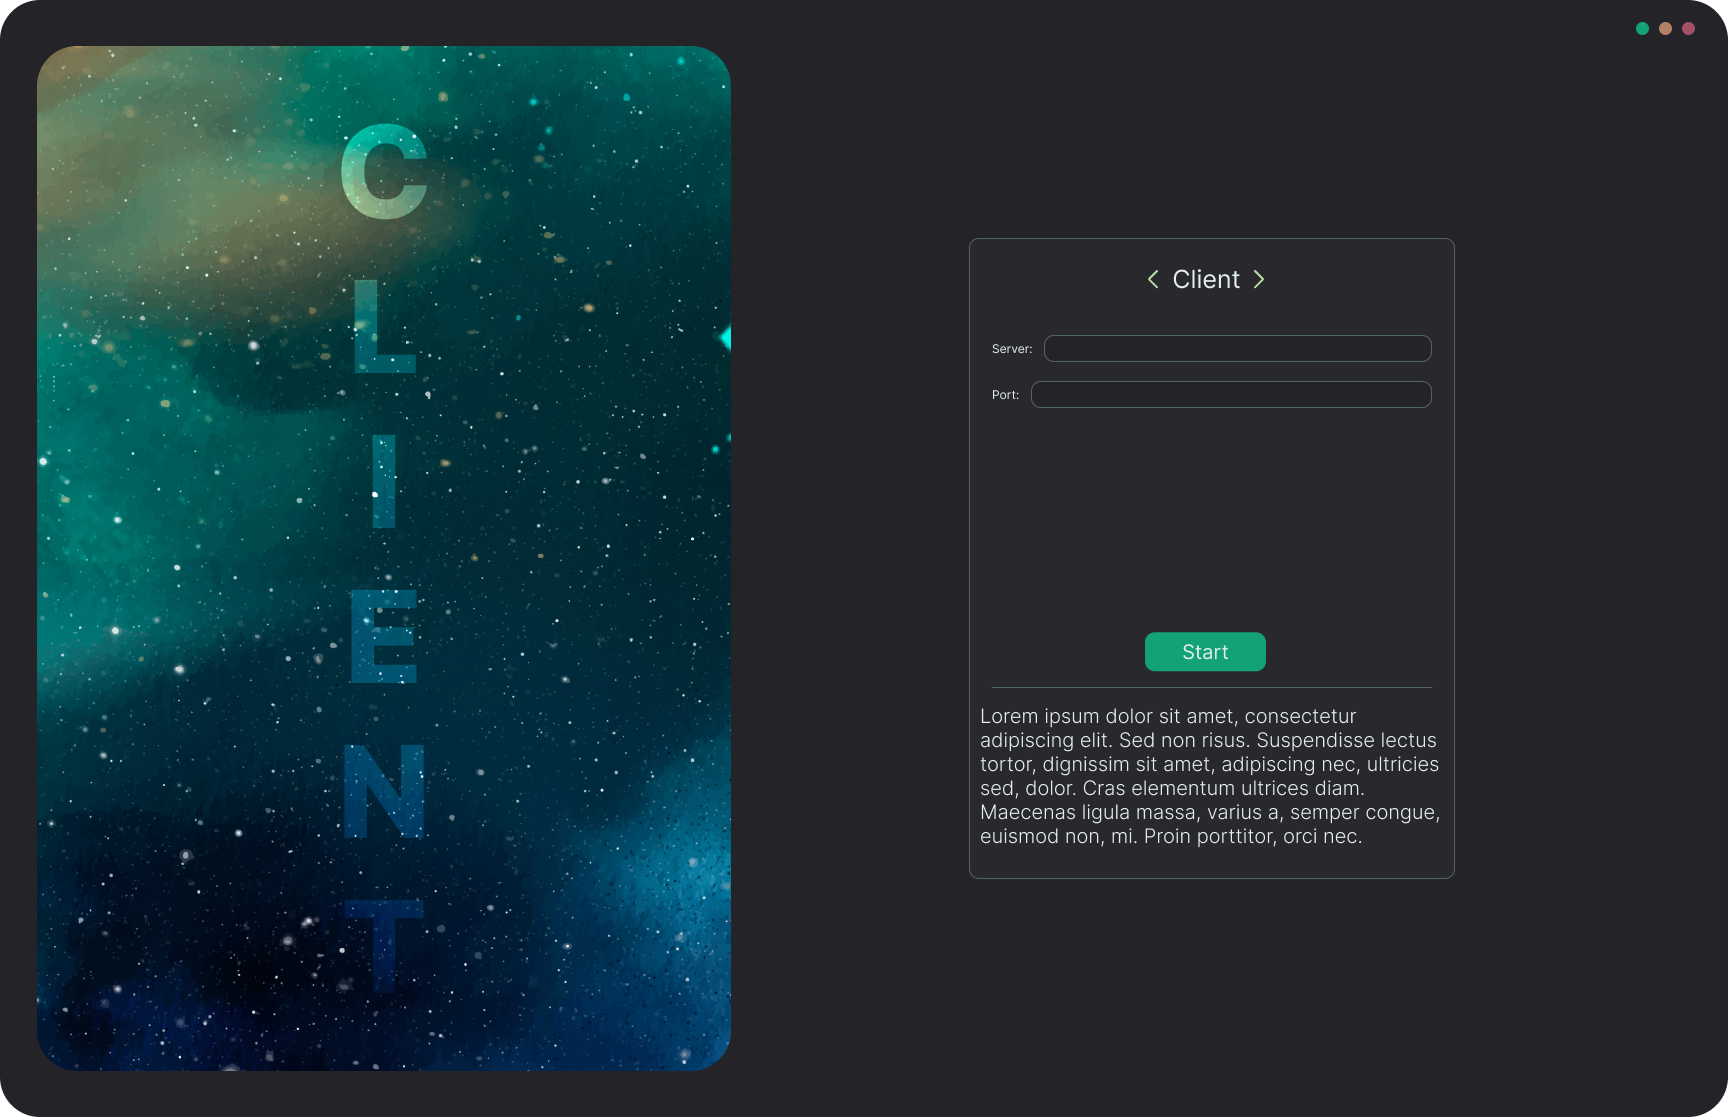 CLIENT
Client
Server:
Port:
Start
Lorem ipsum dolor sit amet, consectetur
adipiscing elit. Sed non risus. Suspendisse lectus
tortor, dignissim sit amet, adipiscing nec, ultricies
sed, dolor. Cras elementum ultrices diam.
Maecenas ligula massa, varius a, semper congue,
euismod non, mi. Proin porttitor, orci nec.